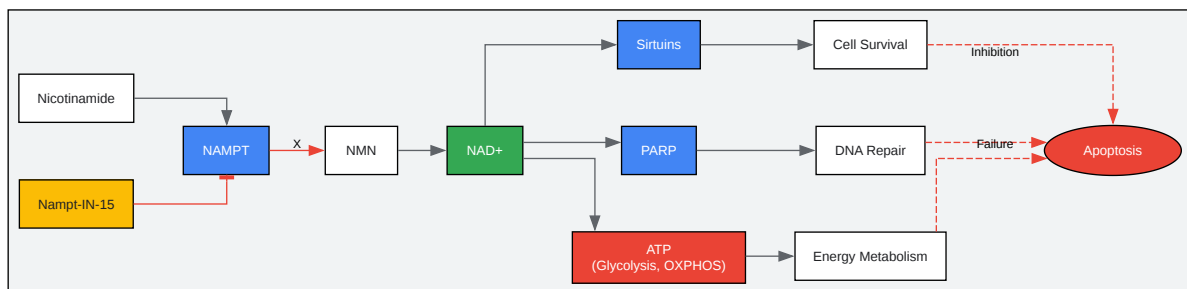 Sirtuins
Cell Survival
Inhibition
Nicotinamide
NAMPT
X
NMN
NAD+
PARP
DNA Repair
Failure
Apoptosis
Nampt-IN-15
ATP
(Glycolysis, OXPHOS)
Energy Metabolism